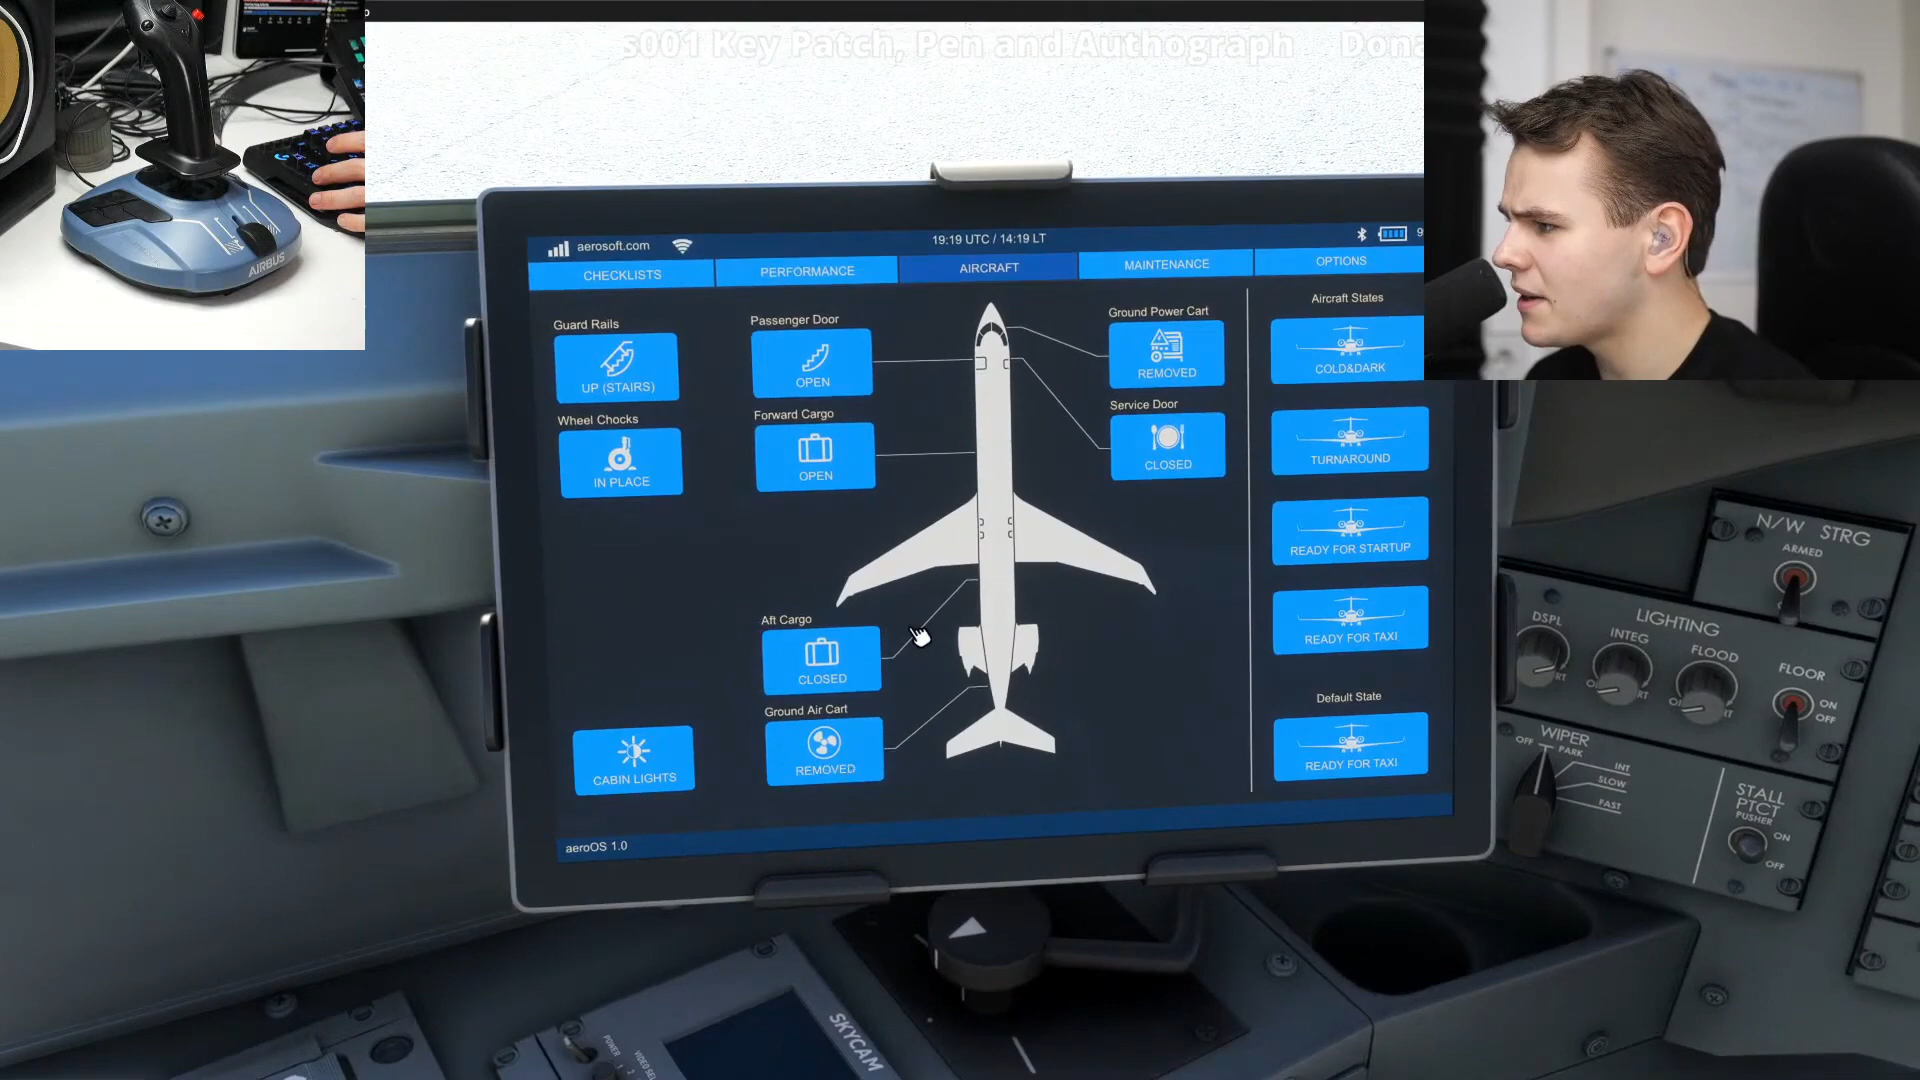 s001 Key Patch, Pen and Authograph Dona
aerosoft.com
19:19 UTC / 14:19 LT
9
CHECKLISTS
PERFORMANCE
AIRCRAFT
MAINTENANCE
OPTIONS
Guard Rails
UP (STAIRS)
Wheel Chocks
IN PLACE
CABIN LIGHTS
Passenger Door
OPEN
Forward Cargo
OPEN
Aft Cargo
CLOSED
Ground Air Cart
REMOVED
Ground Power Cart
REMOVED
Service Door
CLOSED
Aircraft States
COLD&DARK
TURNAROUND
READY FOR STARTUP
READY FOR TAXI
Default State
READY FOR TAXI
aeroOS 1.0
AIRBUS
N/W STRG
ARMED
LIGHTING
DSPL
INTEG
FLOOD
FLOOR
ON
OFF
WIPER
OFF
PARK
INT
SLOW
FAST
STALL
PTCT
PUSHER
ON
OFF
SKYCAM
POWER